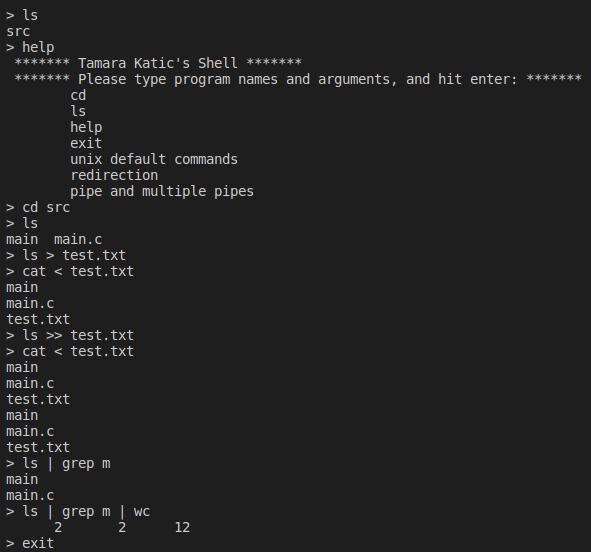 > ls
src
> help
 ******* Tamara Katic's Shell *******
 ******* Please type program names and arguments, and hit enter: *******
        cd
        ls
        help
        exit
        unix default commands
        redirection
        pipe and multiple pipes
> cd src
> ls
main  main.c
> ls > test.txt
> cat < test.txt
main
main.c
test.txt
> ls >> test.txt
> cat < test.txt
main
main.c
test.txt
main
main.c
test.txt
> ls | grep m
main
main.c
> ls | grep m | wc
      2       2      12
> exit